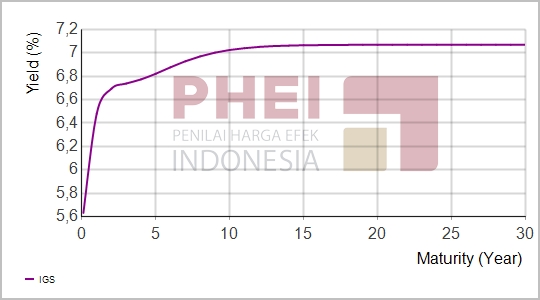 7,2
7
6,8
6,6
6,4
6,2
6
5,8
5,6
Yield (%)
PHEI
PENILAI HARGA EFEK
INDONESIA
0 5 10 15 20 25 30
Maturity (Year)
IGS